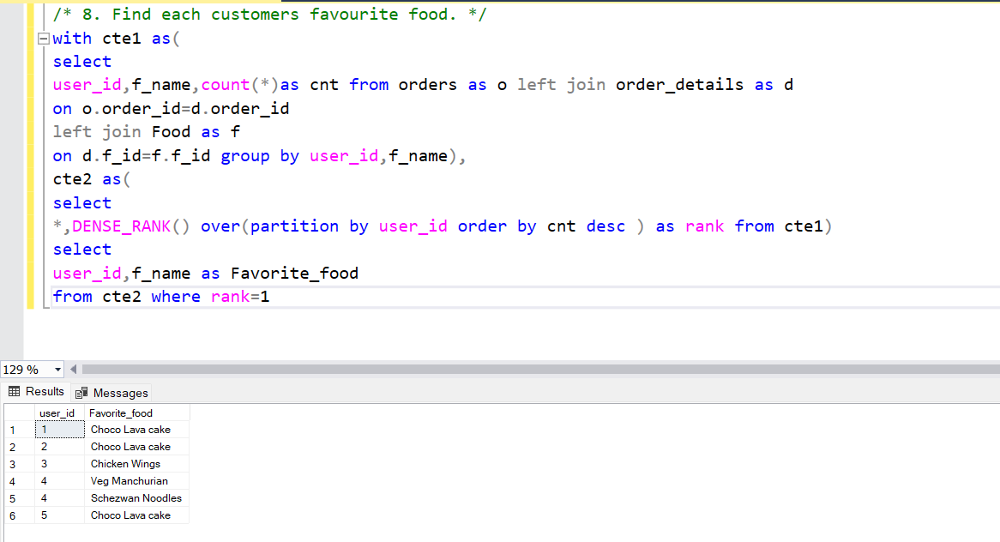 /* 8. Find each customers favourite food. */
with cte1 as(
select
user_id,f_name,count(*)as cnt from orders as o left join order_details as d
on o.order_id=d.order_id
left join Food as f
on d.f_id=f.f_id group by user_id,f_name),
cte2 as(
select
*,DENSE_RANK() over(partition by user_id order by cnt desc ) as rank from cte1)
select
user_id,f_name as Favorite_food
from cte2 where rank=1
129 %
Results Messages
user_id Favorite_food
1 1 Choco Lava cake
2 2 Choco Lava cake
3 3 Chicken Wings
4 4 Veg Manchurian
5 4 Schezwan Noodles
6 5 Choco Lava cake